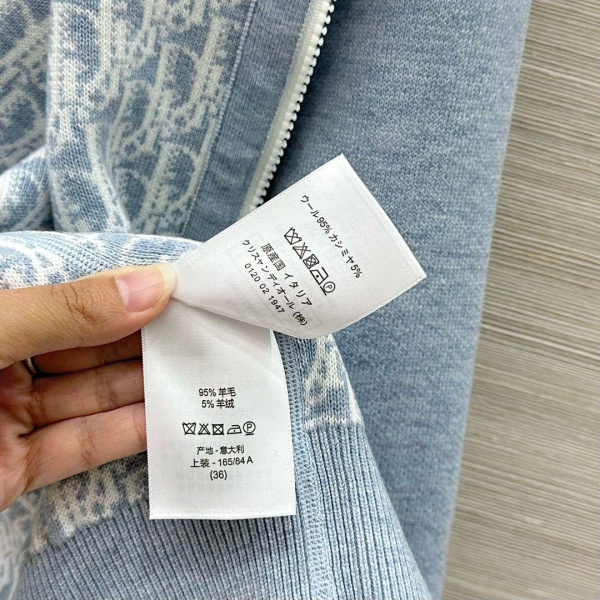 ウール95% カシミヤ5%
原産国 イタリア
クリスチャンディオール(株)
0120 02 1947
95% 羊毛
5% 羊绒
产地 - 意大利
上装 - 165/84 A
(36)